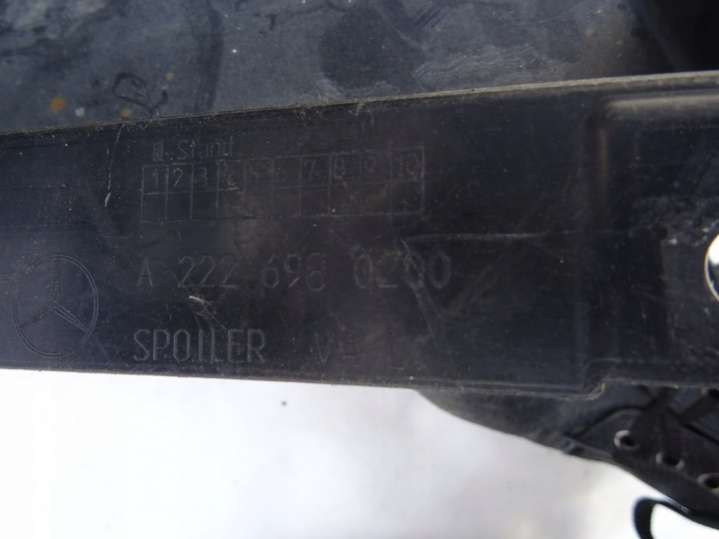 Ä.Stand
1 2 3 4 5 6 7 8 9 10
A 222 698 0200
SPOILER